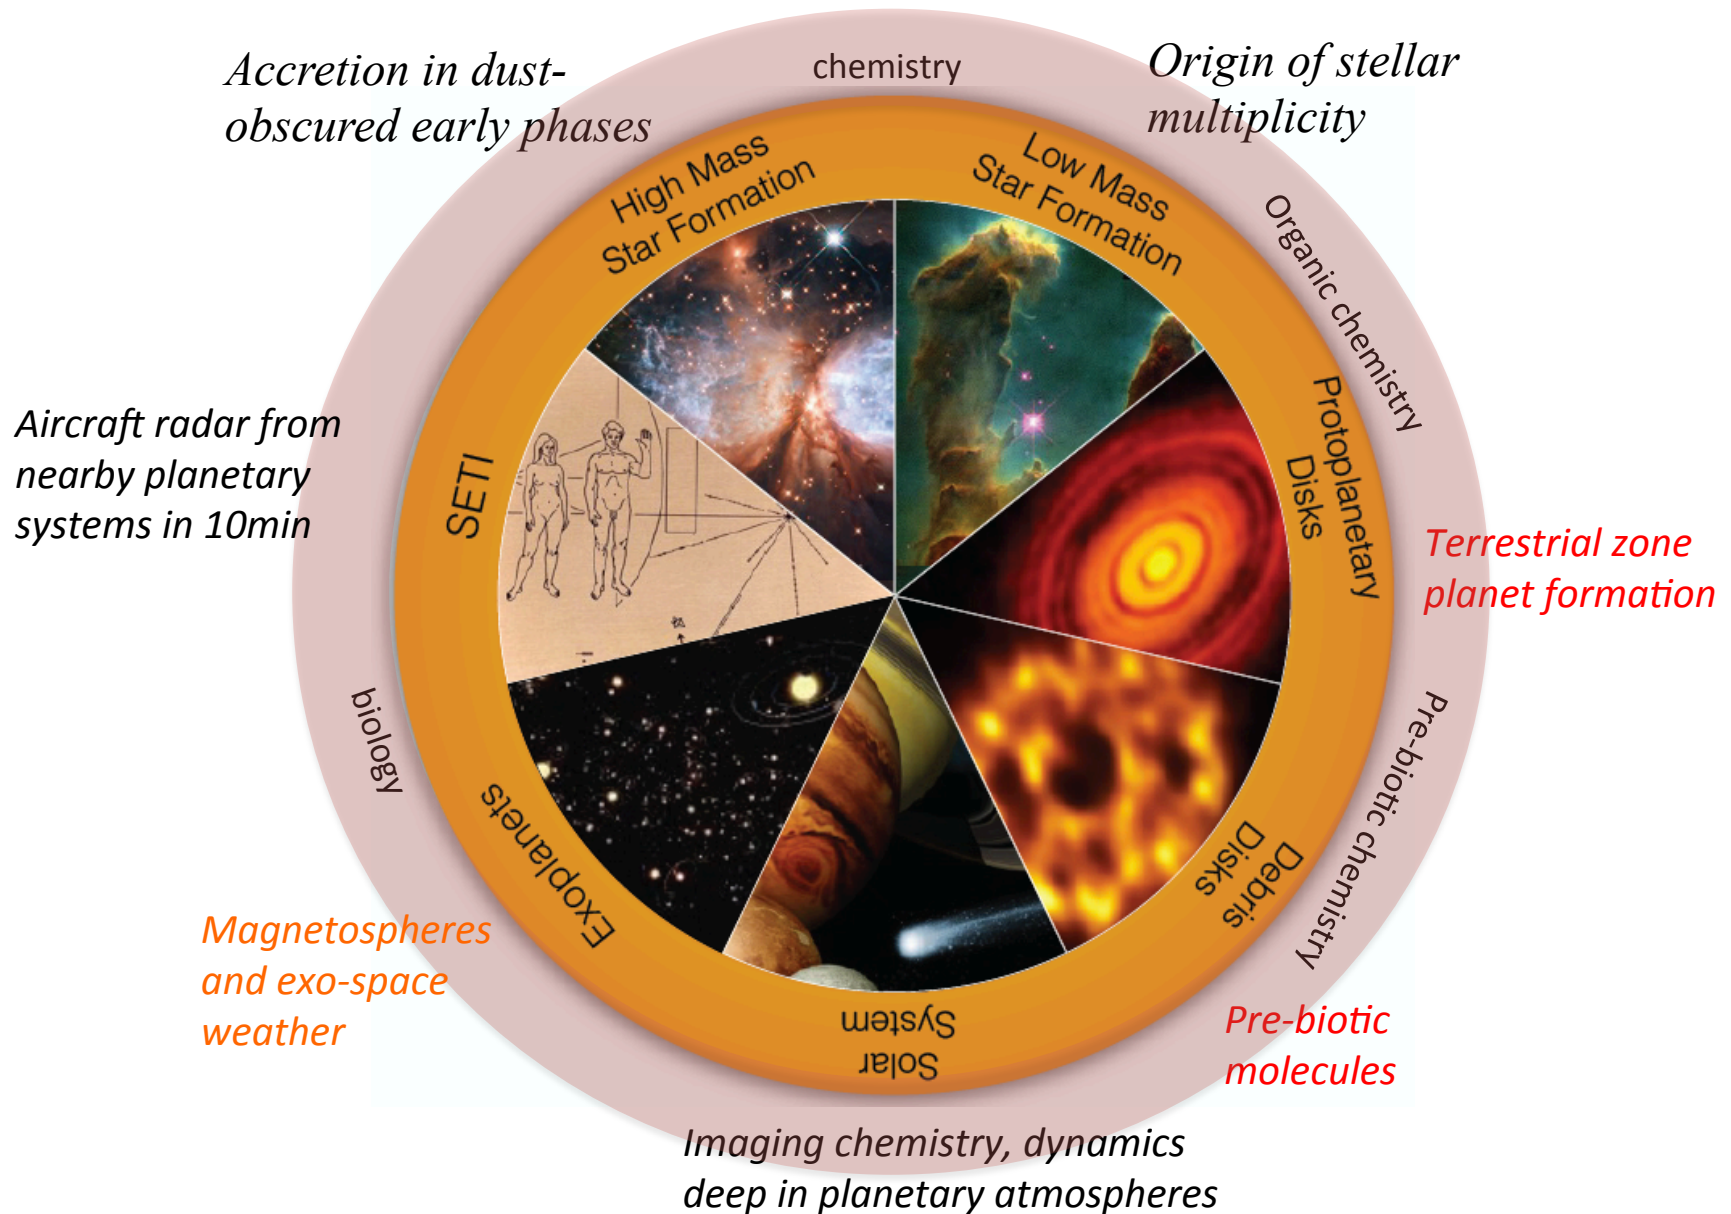 Accretion in dust-
obscured early phases
chemistry
Origin of stellar
multiplicity
High Mass
Star Formation
Low Mass
Star Formation
Organic chemistry
Protoplanetary
Disks
Terrestrial zone
planet formation
Pre-biotic chemistry
Debris
Disks
Pre-biotic
molecules
Solar
System
Imaging chemistry, dynamics
deep in planetary atmospheres
Exoplanets
Magnetospheres
and exo-space
weather
biology
SETI
Aircraft radar from
nearby planetary
systems in 10min